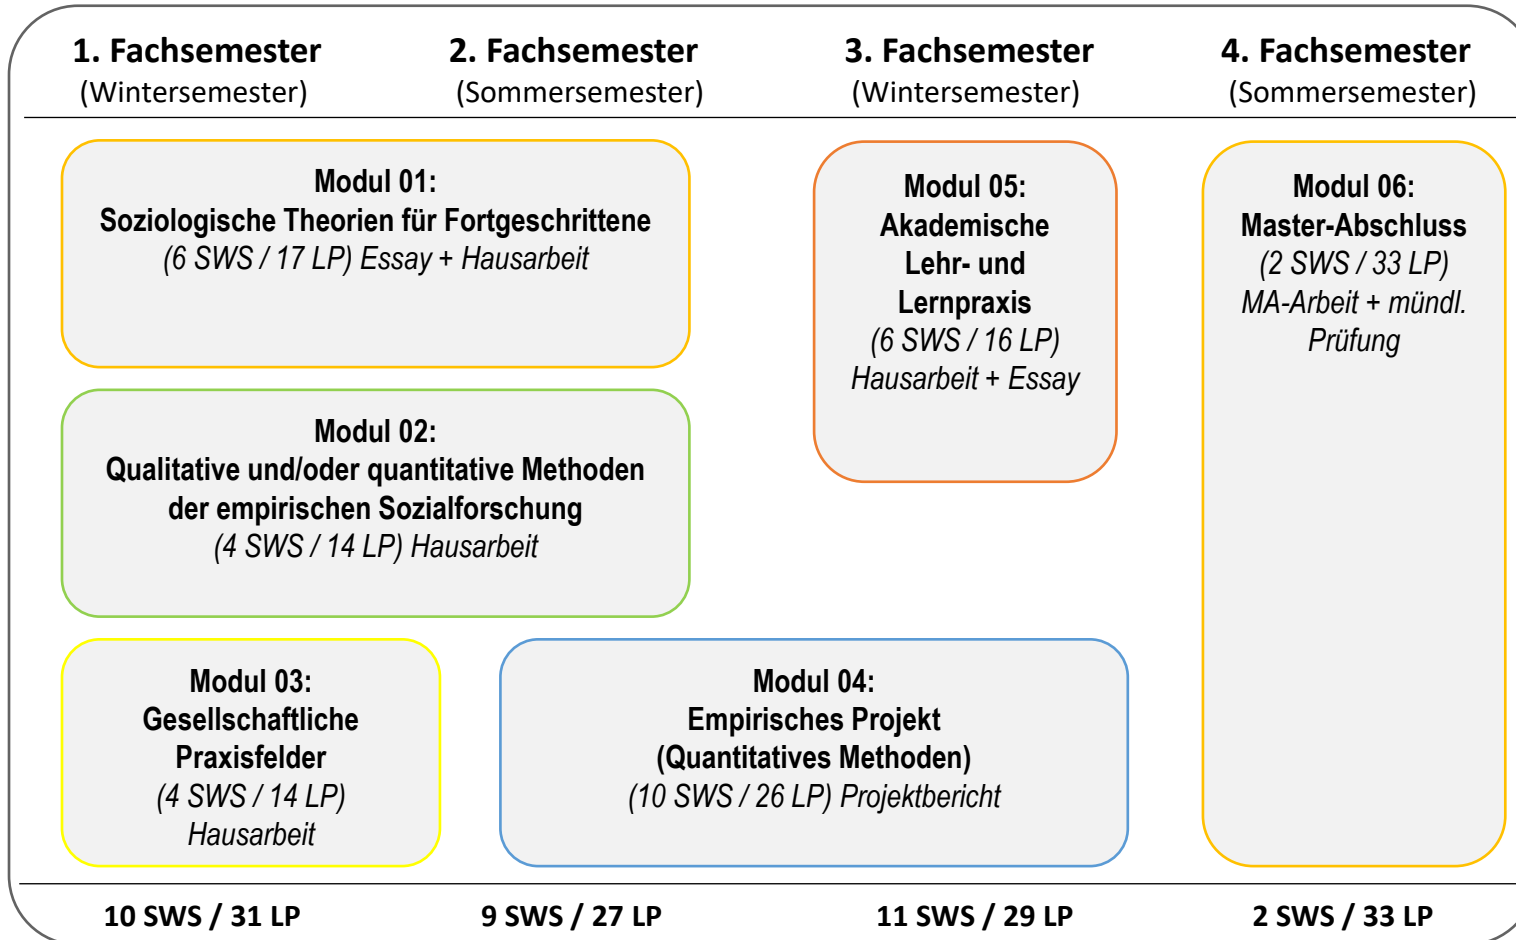 1. Fachsemester
(Wintersemester)
2. Fachsemester
(Sommersemester)
3. Fachsemester
(Wintersemester)
4. Fachsemester
(Sommersemester)
Modul 01:
Soziologische Theorien für Fortgeschrittene
(6 SWS / 17 LP) Essay + Hausarbeit
Modul 05:
Akademische
Lehr- und
Lernpraxis
(6 SWS / 16 LP)
Hausarbeit + Essay
Modul 06:
Master-Abschluss
(2 SWS / 33 LP)
MA-Arbeit + mündl.
Prüfung
Modul 02:
Qualitative und/oder quantitative Methoden
der empirischen Sozialforschung
(4 SWS / 14 LP) Hausarbeit
Modul 03:
Gesellschaftliche
Praxisfelder
(4 SWS / 14 LP)
Hausarbeit
Modul 04:
Empirisches Projekt
(Quantitatives Methoden)
(10 SWS / 26 LP) Projektbericht
10 SWS / 31 LP
9 SWS / 27 LP
11 SWS / 29 LP
2 SWS / 33 LP